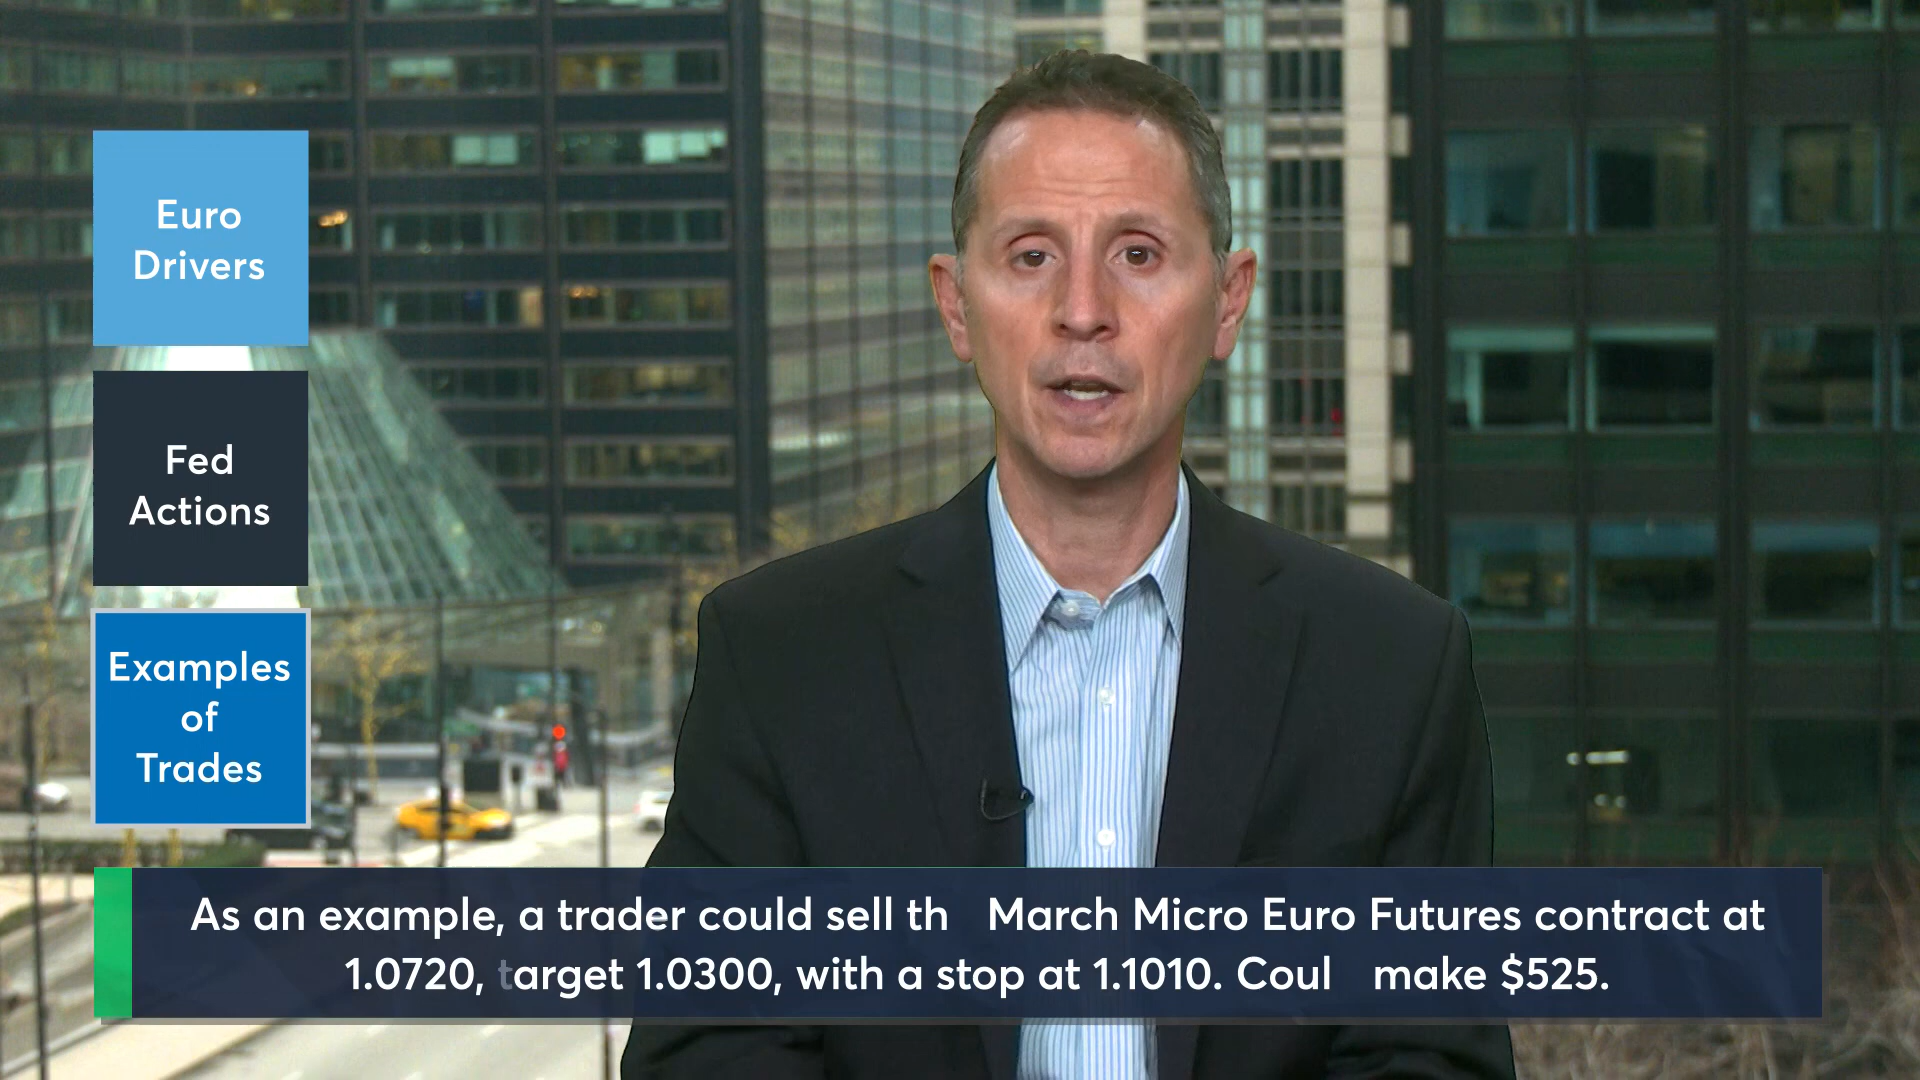 Euro
Drivers
Fed
Actions
Examples
of
Trades
As an example, a trader could sell th March Micro Euro Futures contract at
1.0720, target 1.0300, with a stop at 1.1010. Coul make $525.